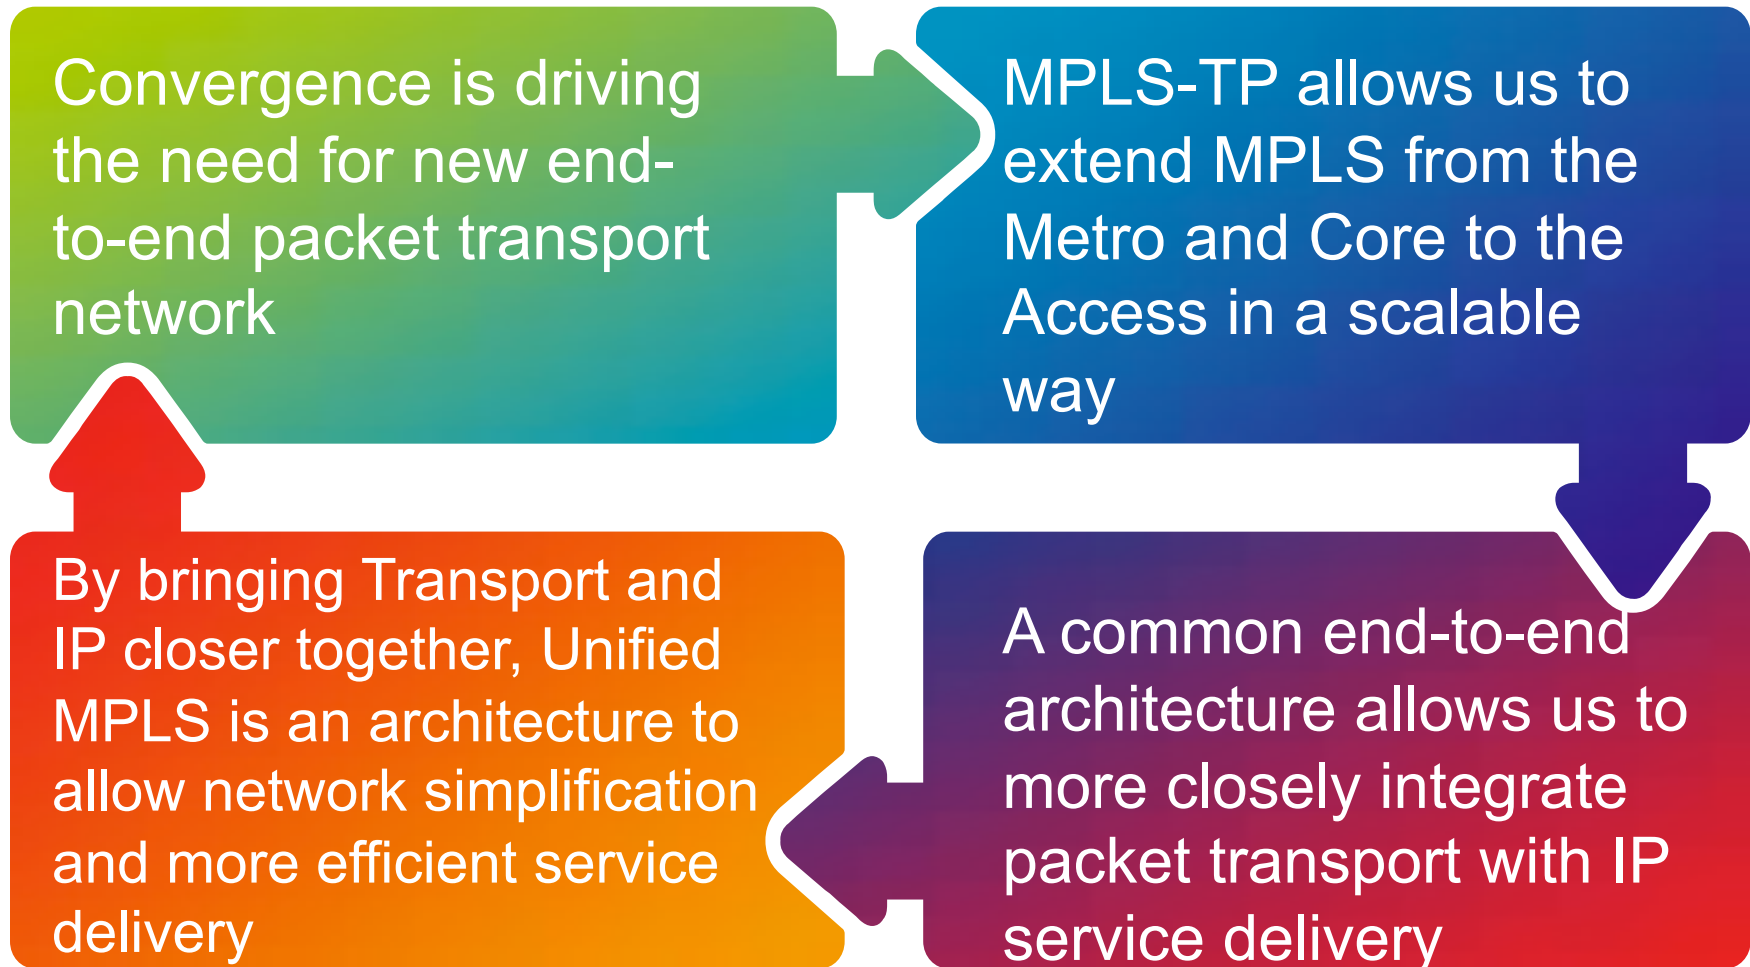 Convergence is driving
the need for new end-
to-end packet transport
network
MPLS-TP allows us to
extend MPLS from the
Metro and Core to the
Access in a scalable
way
By bringing Transport and
IP closer together, Unified
MPLS is an architecture to
allow network simplification
and more efficient service
delivery
A common end-to-end
architecture allows us to
more closely integrate
packet transport with IP
service delivery